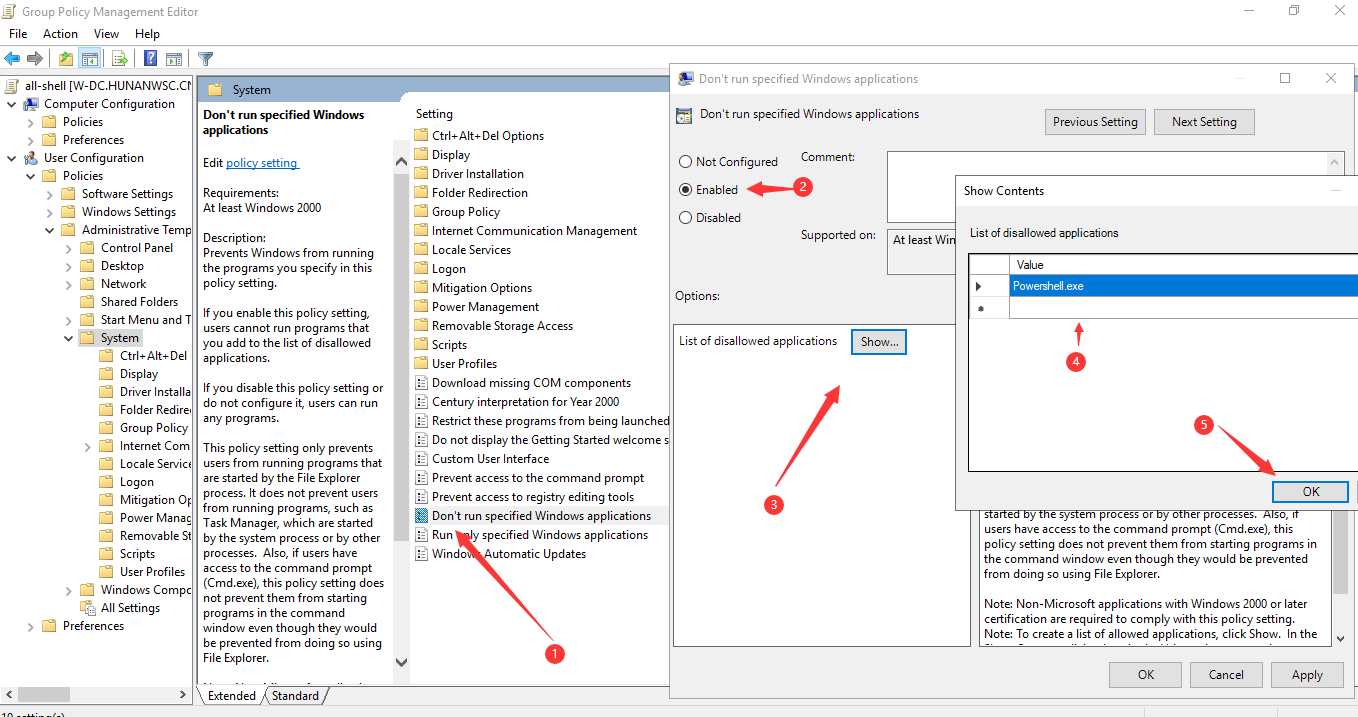 Group Policy Management Editor
File Action View Help
all-shell [W-DC.HUNANWSC.CN
Computer Configuration
Policies
Preferences
User Configuration
Policies
Software Settings
Windows Settings
Administrative Temp
Control Panel
Desktop
Network
Shared Folders
Start Menu and T
System
Ctrl+Alt+Del
Display
Driver Installa
Folder Redire
Group Policy
Internet Com
Locale Service
Logon
Mitigation Op
Power Manag
Removable St
Scripts
User Profiles
Windows Compo
All Settings
Preferences
System
Don't run specified Windows
applications
Edit policy setting
Requirements:
At least Windows 2000
Description:
Prevents Windows from running
the programs you specify in this
policy setting.
If you enable this policy setting,
users cannot run programs that
you add to the list of disallowed
applications.
If you disable this policy setting or
do not configure it, users can run
any programs.
This policy setting only prevents
users from running programs that
are started by the File Explorer
process. It does not prevent users
from running programs, such as
Task Manager, which are started
by the system process or by other
processes.  Also, if users have
access to the command prompt
(Cmd.exe), this policy setting does
not prevent them from starting
programs in the command
window even though they would
be prevented from doing so using
File Explorer.
Setting
Ctrl+Alt+Del Options
Display
Driver Installation
Folder Redirection
Group Policy
Internet Communication Management
Locale Services
Logon
Mitigation Options
Power Management
Removable Storage Access
Scripts
User Profiles
Download missing COM components
Century interpretation for Year 2000
Restrict these programs from being launched
Do not display the Getting Started welcome s
Custom User Interface
Prevent access to the command prompt
Prevent access to registry editing tools
Don't run specified Windows applications
Run only specified Windows applications
Windows Automatic Updates
1
Extended Standard
Don't run specified Windows applications
Don't run specified Windows applications
Previous Setting Next Setting
Not Configured
Enabled
Disabled
2
Comment:
Supported on:
At least Win
Options:
List of disallowed applications Show...
3
Show Contents
List of disallowed applications
Value
Powershell.exe
4
5
OK
started by the system process or by other processes.  Also, if
users have access to the command prompt (Cmd.exe), this
policy setting does not prevent them from starting programs in
the command window even though they would be prevented
from doing so using File Explorer.
Note: Non-Microsoft applications with Windows 2000 or later
certification are required to comply with this policy setting.
Note: To create a list of allowed applications, click Show.  In the
OK Cancel Apply